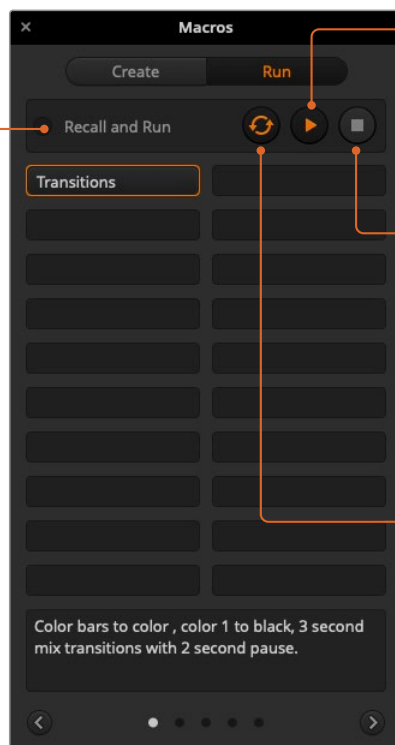 Macros
Create Run
Recall and Run
Transitions
Color bars to color , color 1 to black, 3 second
mix transitions with 2 second pause.